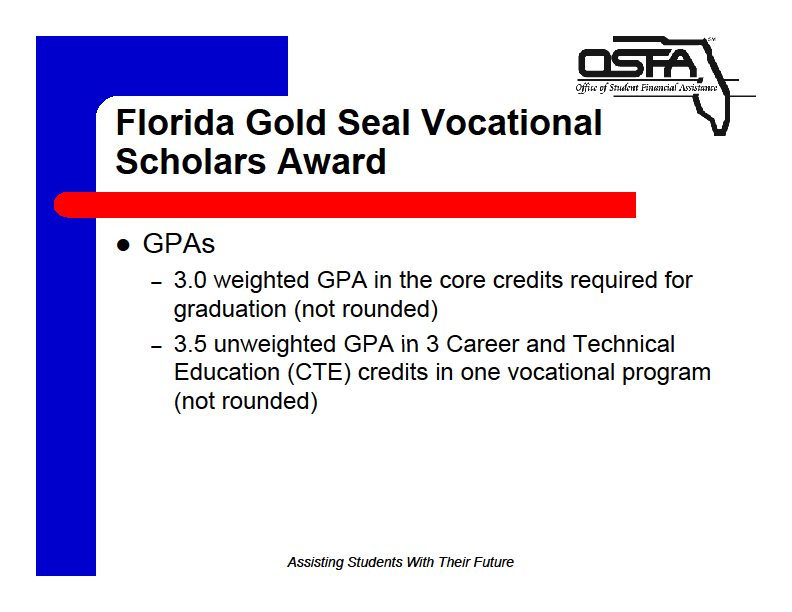 OSFA
SM
Office of Student Financial Assistance
Florida Gold Seal Vocational
Scholars Award
● GPAs
– 3.0 weighted GPA in the core credits required for
graduation (not rounded)
– 3.5 unweighted GPA in 3 Career and Technical
Education (CTE) credits in one vocational program
(not rounded)
Assisting Students With Their Future